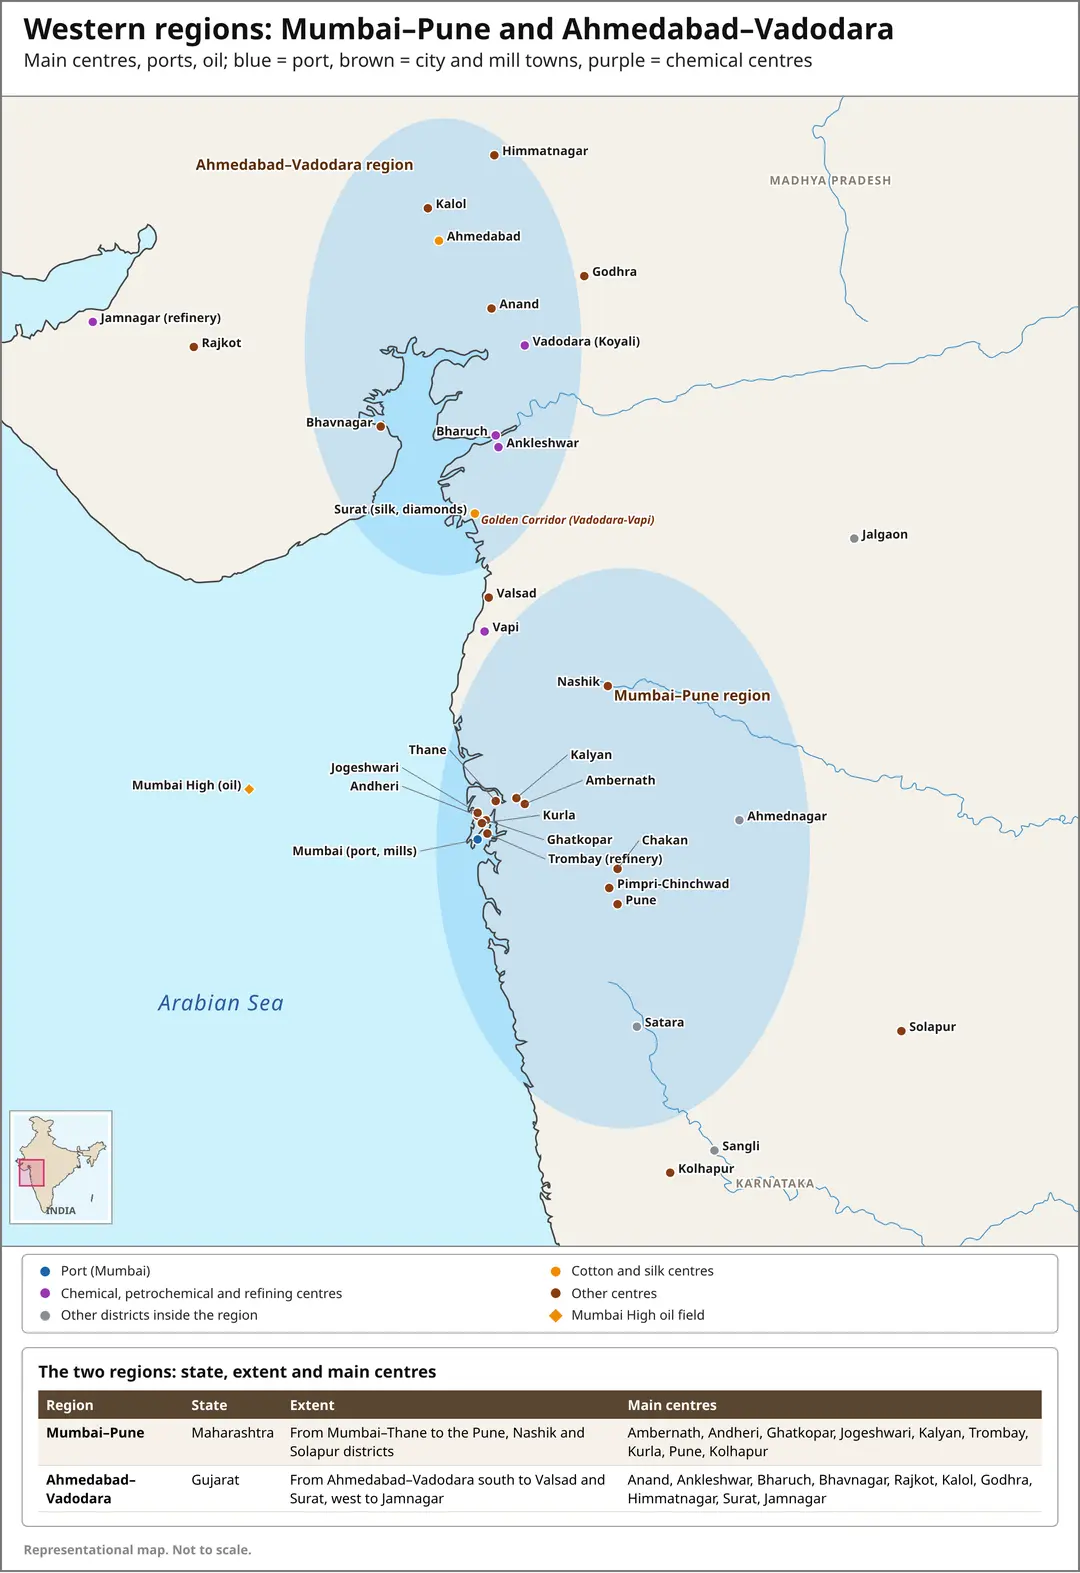 Western regions: Mumbai–Pune and Ahmedabad–Vadodara
Main centres, ports, oil; blue = port, brown = city and mill towns, purple = chemical centres
Himmatnagar
Ahmedabad–Vadodara region
MADHYA PRADESH
Kalol
Ahmedabad
Godhra
Anand
Jamnagar (refinery)
Rajkot
Vadodara (Koyali)
Bhavnagar
Bharuch
Ankleshwar
Surat (silk, diamonds)
Golden Corridor (Vadodara-Vapi)
Jalgaon
Valsad
Vapi
Nashik
Mumbai–Pune region
Thane
Kalyan
Jogeshwari
Ambernath
Mumbai High (oil)
Andheri
Kurla
Ahmednagar
Ghatkopar
Chakan
Mumbai (port, mills)
Trombay (refinery)
Pimpri-Chinchwad
Pune
Arabian Sea
Satara
Solapur
Sangli
Kolhapur
KARNATAKA
INDIA
Port (Mumbai)
Cotton and silk centres
Chemical, petrochemical and refining centres
Other centres
Other districts inside the region
Mumbai High oil field
The two regions: state, extent and main centres
Region State Extent Main centres
Mumbai–Pune Maharashtra From Mumbai–Thane to the Pune, Nashik and Ambernath, Andheri, Ghatkopar, Jogeshwari, Kalyan, Trombay,
Solapur districts Kurla, Pune, Kolhapur
Ahmedabad– Gujarat From Ahmedabad–Vadodara south to Valsad and Anand, Ankleshwar, Bharuch, Bhavnagar, Rajkot, Kalol, Godhra,
Vadodara Surat, west to Jamnagar Himmatnagar, Surat, Jamnagar
Representational map. Not to scale.